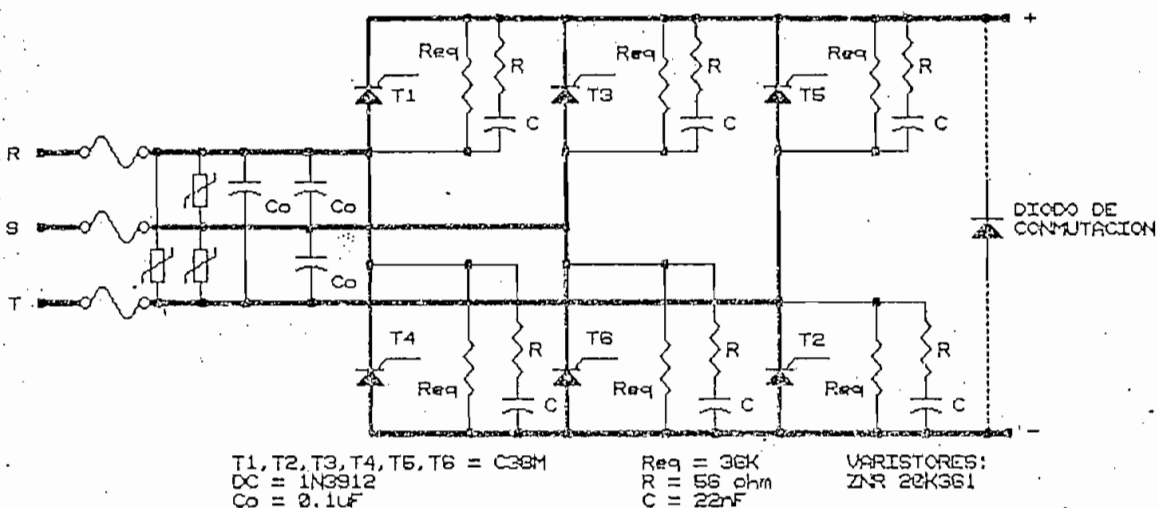 +
Req
R
T1
C
Req
R
T3
C
Req
R
T5
C
R
S
T
Co
Co
Co
DIODO DE
CONMUTACION
T4
Req
R
C
T6
Req
R
C
T2
Req
R
C
-
T1,T2,T3,T4,T5,T6 = C38M
DC = 1N3912
Co = 0.1uF
Req = 36K
R = 56 ohm
C = 22nF
VARISTORES:
ZNR 20K361